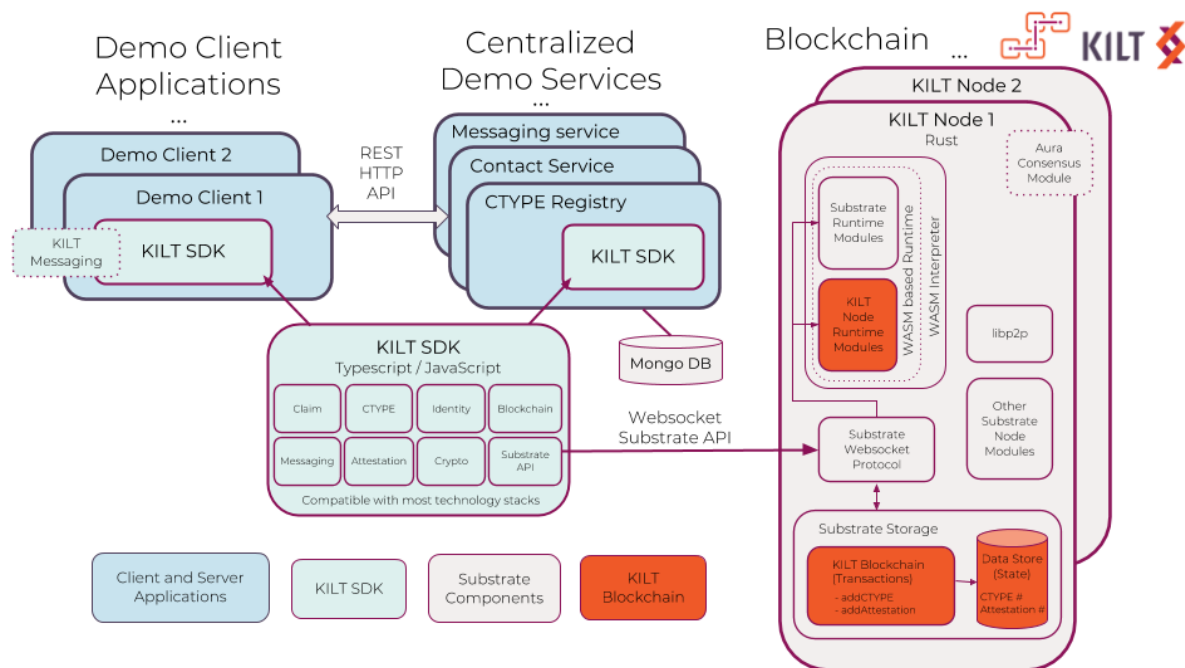 Demo Client
Applications
...
Demo Client 2
Demo Client 1
KILT
Messaging
KILT SDK
REST
HTTP
API
Centralized
Demo Services
...
Messaging service
Contact Service
CTYPE Registry
KILT SDK
Mongo DB
KILT SDK
Typescript / JavaScript
Claim
CTYPE
Identity
Blockchain
Messaging
Attestation
Crypto
Substrate
API
Compatible with most technology stacks
Websocket
Substrate API
Blockchain
...
KILT
KILT Node 2
KILT Node 1
Rust
Aura
Consensus
Module
Substrate
Runtime
Modules
KILT
Node
Runtime
Modules
WASM based Runtime
WASM Interpreter
libp2p
Other
Substrate
Node
Modules
Substrate
Websocket
Protocol
Substrate Storage
KILT Blockchain
(Transactions)
- addCTYPE
- addAttestation
Data Store
(State)
CTYPE #
Attestation #
Client and Server
Applications
KILT SDK
Substrate
Components
KILT
Blockchain